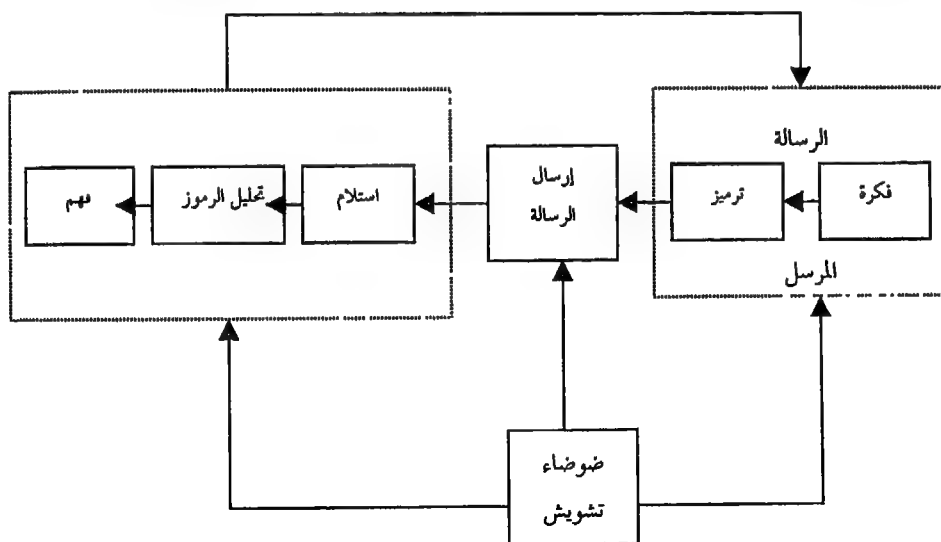 الرسالة
فكرة
ترميز
المرسل
إرسال
الرسالة
استلام
تحليل الرموز
فهم
ضوضاء
تشويش